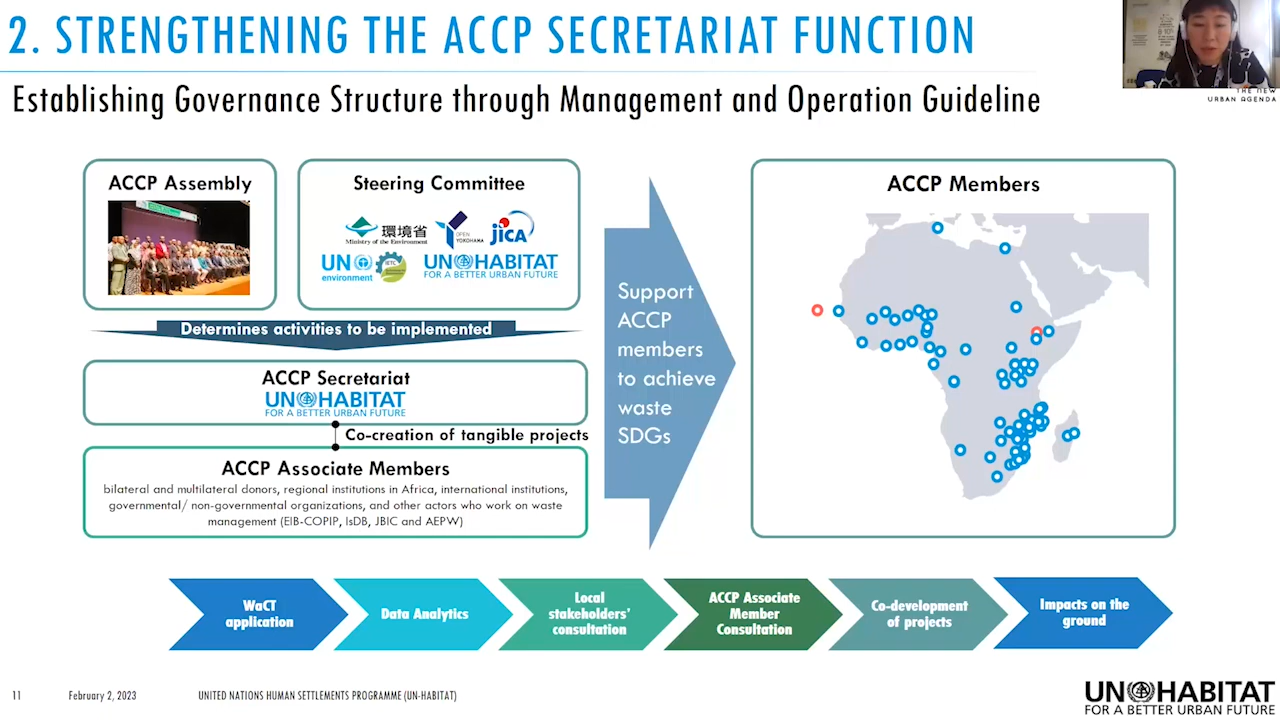 2. STRENGTHENING THE ACCP SECRETARIAT FUNCTION
THE NEW
URBAN AGENDA
Establishing Governance Structure through Management and Operation Guideline
ACCP Assembly
Steering Committee
環境省
Ministry of the Environment
OPEN
YOKOHAMA
jICA
UN
environment
IETC
UN HABITAT
FOR A BETTER URBAN FUTURE
Determines activities to be implemented
ACCP Secretariat
UN HABITAT
FOR A BETTER URBAN FUTURE
Co-creation of tangible projects
ACCP Associate Members
bilateral and multilateral donors, regional institutions in Africa, international institutions,
governmental/ non-governmental organizations, and other actors who work on waste
management (EIB-COPIP, IsDB, JBIC and AEPW)
Support
ACCP
members
to achieve
waste
SDGs
ACCP Members
WaCT
application
Data Analytics
Local
stakeholders'
consultation
ACCP Associate
Member
Consultation
Co-development
of projects
Impacts on the
ground
11
February 2, 2023
UNITED NATIONS HUMAN SETTLEMENTS PROGRAMME (UN-HABITAT)
UN HABITAT
FOR A BETTER URBAN FUTURE